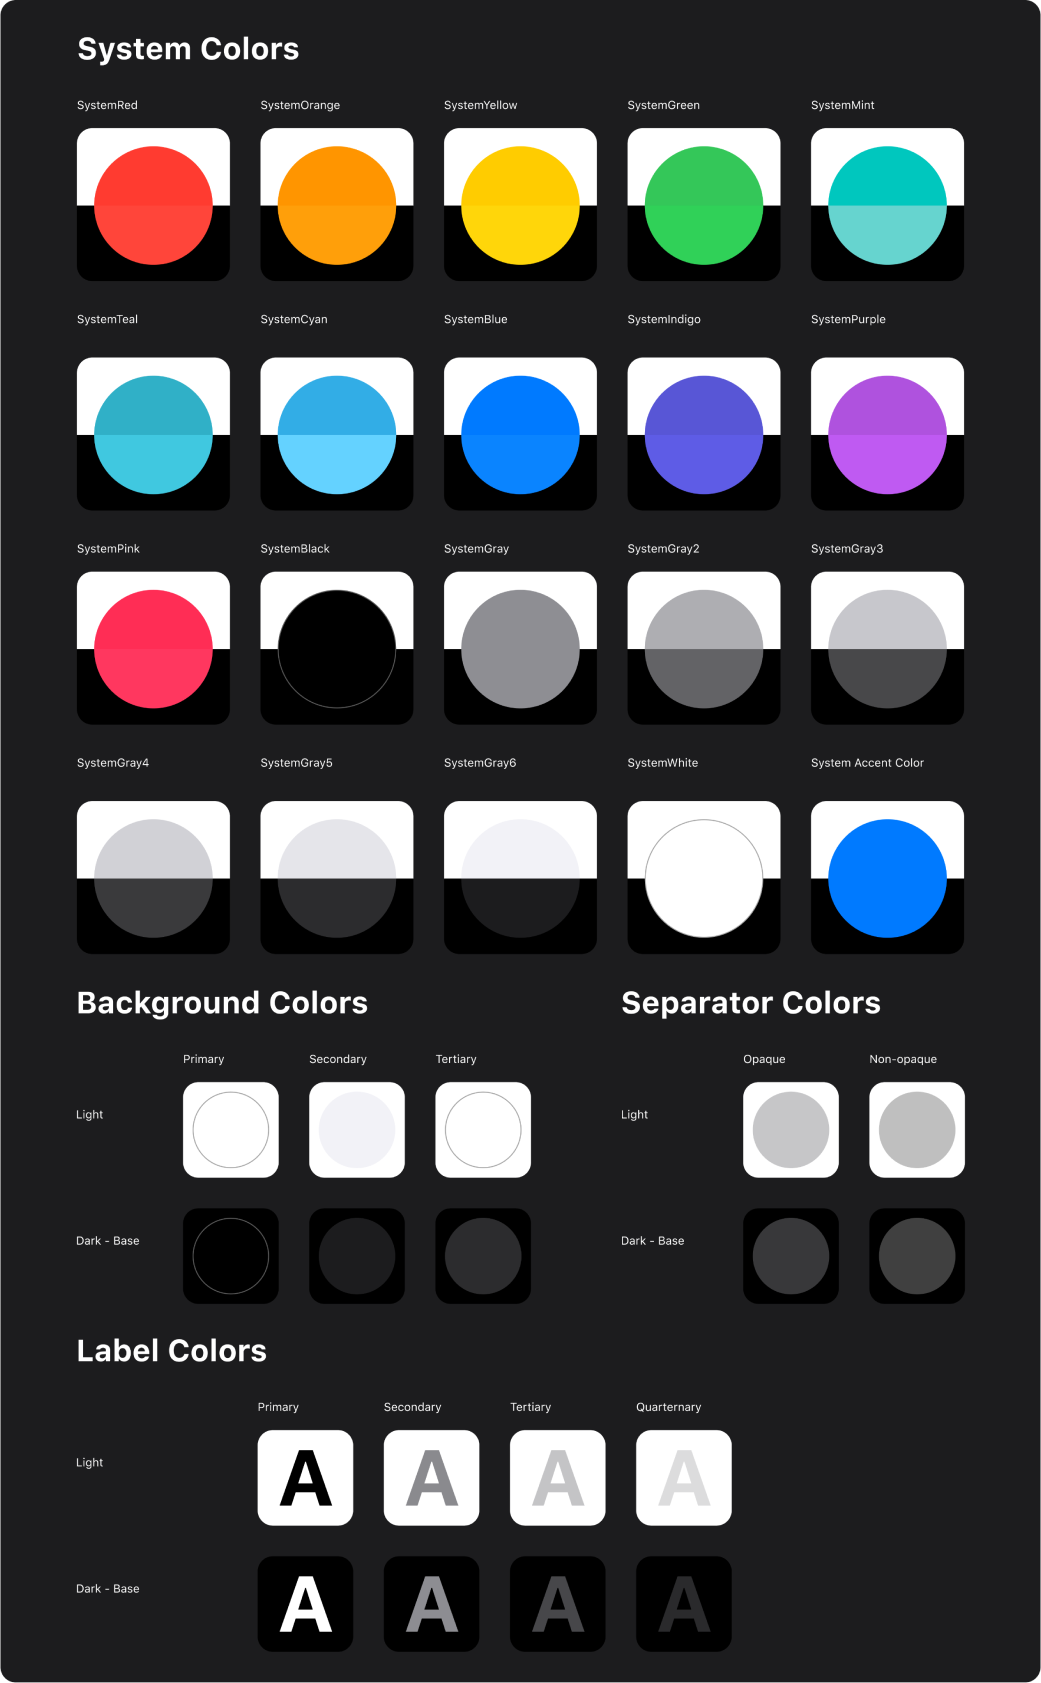 System Colors
SystemRed SystemOrange SystemYellow SystemGreen SystemMint
SystemTeal SystemCyan SystemBlue SystemIndigo SystemPurple
SystemPink SystemBlack SystemGray SystemGray2 SystemGray3
SystemGray4 SystemGray5 SystemGray6 SystemWhite System Accent Color
Background Colors
Primary Secondary Tertiary
Light
Dark - Base
Separator Colors
Opaque Non-opaque
Light
Dark - Base
Label Colors
Primary Secondary Tertiary Quarternary
Light
A A A A
Dark - Base
A A A A